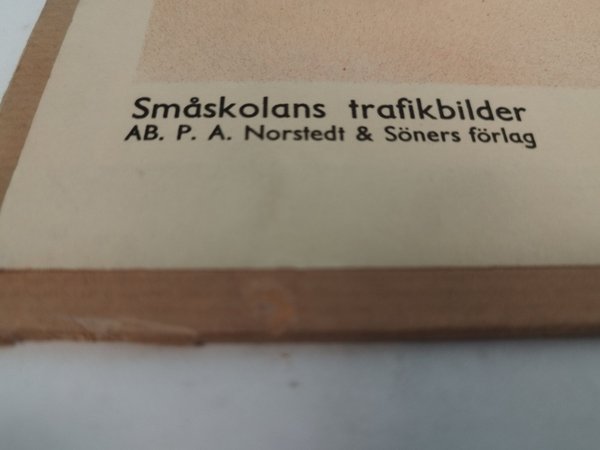 Småskolans trafikbilder
AB. P. A. Norstedt & Söners förlag